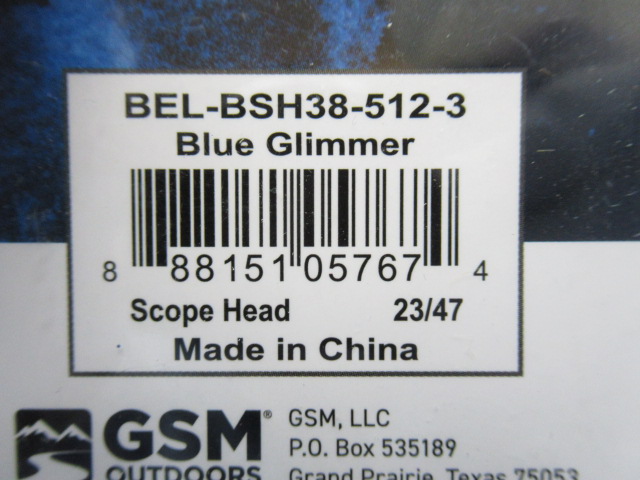 BEL-BSH38-512-3
Blue Glimmer
8 88151 05767 4
Scope Head 23/47
Made in China
GSM®
OUTDOORS
GSM, LLC
P.O. Box 535189
Grand Prairie, Texas 75053